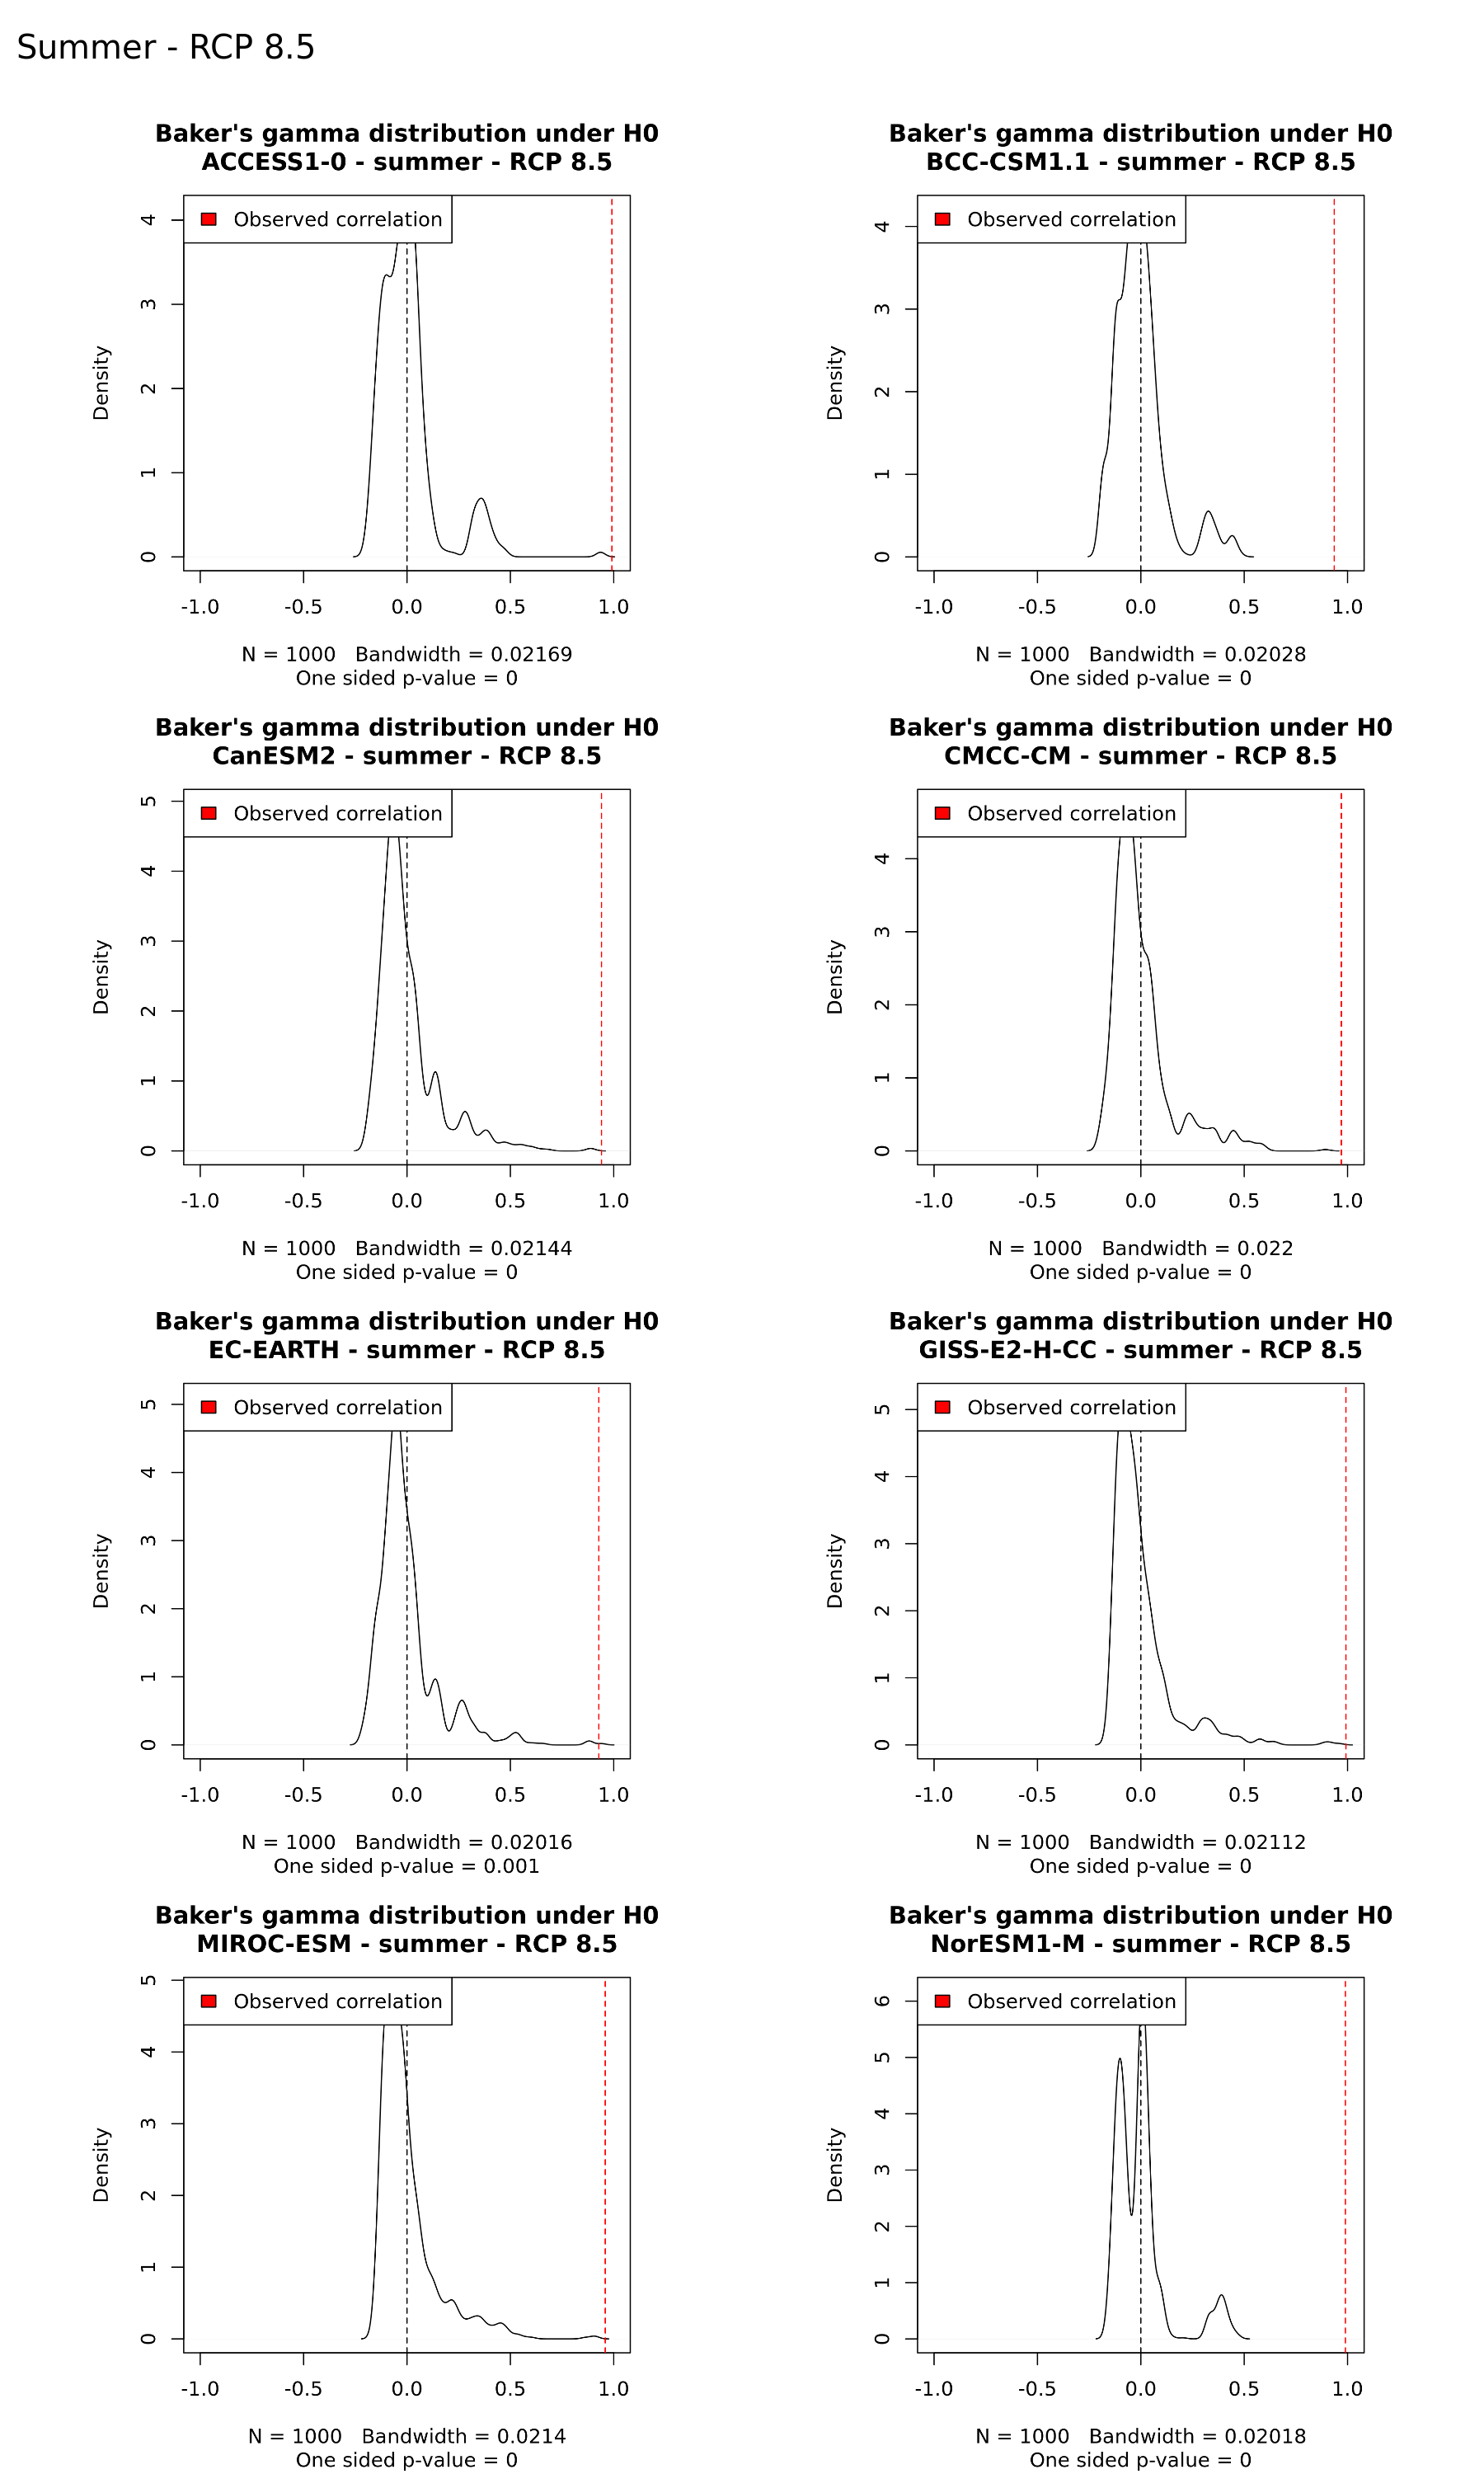 Summer - RCP 8.5
Baker's gamma distribution under H0
ACCESS1-0 - summer - RCP 8.5
Observed correlation
Density
4
3
2
1
0
-1.0 -0.5 0.0 0.5 1.0
N = 1000 Bandwidth = 0.02169
One sided p-value = 0
Baker's gamma distribution under H0
BCC-CSM1.1 - summer - RCP 8.5
Observed correlation
Density
4
3
2
1
0
-1.0 -0.5 0.0 0.5 1.0
N = 1000 Bandwidth = 0.02028
One sided p-value = 0
Baker's gamma distribution under H0
CanESM2 - summer - RCP 8.5
Observed correlation
Density
5
4
3
2
1
0
-1.0 -0.5 0.0 0.5 1.0
N = 1000 Bandwidth = 0.02144
One sided p-value = 0
Baker's gamma distribution under H0
CMCC-CM - summer - RCP 8.5
Observed correlation
Density
4
3
2
1
0
-1.0 -0.5 0.0 0.5 1.0
N = 1000 Bandwidth = 0.022
One sided p-value = 0
Baker's gamma distribution under H0
EC-EARTH - summer - RCP 8.5
Observed correlation
Density
5
4
3
2
1
0
-1.0 -0.5 0.0 0.5 1.0
N = 1000 Bandwidth = 0.02016
One sided p-value = 0.001
Baker's gamma distribution under H0
GISS-E2-H-CC - summer - RCP 8.5
Observed correlation
Density
5
4
3
2
1
0
-1.0 -0.5 0.0 0.5 1.0
N = 1000 Bandwidth = 0.02112
One sided p-value = 0
Baker's gamma distribution under H0
MIROC-ESM - summer - RCP 8.5
Observed correlation
Density
5
4
3
2
1
0
-1.0 -0.5 0.0 0.5 1.0
N = 1000 Bandwidth = 0.0214
One sided p-value = 0
Baker's gamma distribution under H0
NorESM1-M - summer - RCP 8.5
Observed correlation
Density
6
5
4
3
2
1
0
-1.0 -0.5 0.0 0.5 1.0
N = 1000 Bandwidth = 0.02018
One sided p-value = 0